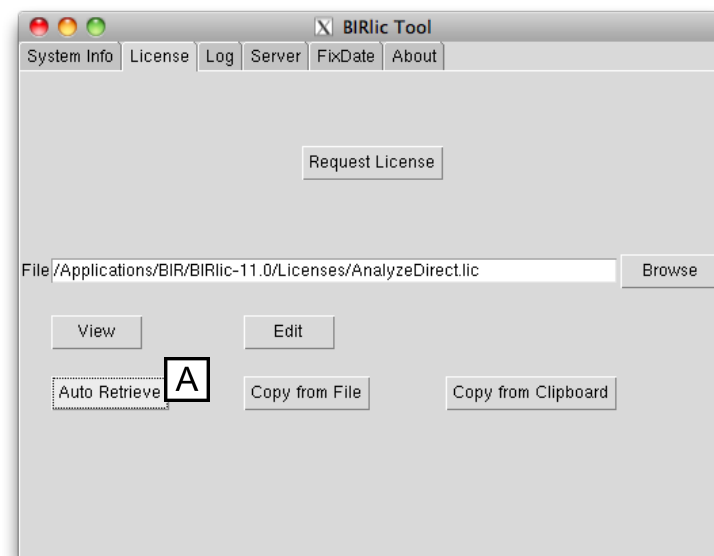 X BIRlic Tool
System Info License Log Server FixDate About
Request License
File /Applications/BIR/BIRlic-11.0/Licenses/AnalyzeDirect.lic Browse
View Edit
Auto Retrieve A Copy from File Copy from Clipboard